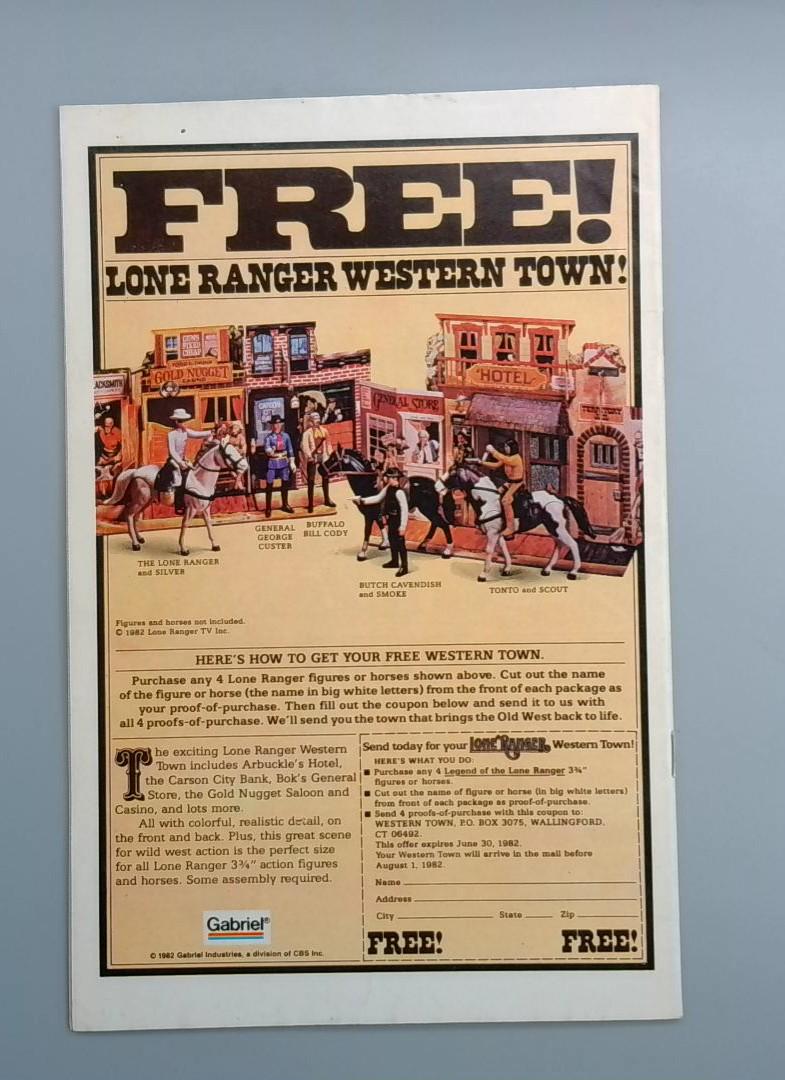 FREE!
LONE RANGER WESTERN TOWN!
GUNS
FIXED
CHEAP
GOLD NUGGET
CASINO
ACKSMITH
CARSON
CITY
GENERAL STORE
"HOTEL"
THE LONE RANGER
and SILVER
GENERAL
GEORGE
CUSTER
BUFFALO
BILL CODY
BUTCH CAVENDISH
and SMOKE
TONTO and SCOUT
Figures and horses not included.
© 1982 Lone Ranger TV Inc.
HERE'S HOW TO GET YOUR FREE WESTERN TOWN.
Purchase any 4 Lone Ranger figures or horses shown above. Cut out the name
of the figure or horse (the name in big white letters) from the front of each package as
your proof-of-purchase. Then fill out the coupon below and send it to us with
all 4 proofs-of-purchase. We'll send you the town that brings the Old West back to life.
The exciting Lone Ranger Western
Town includes Arbuckle's Hotel,
the Carson City Bank, Bok's General
Store, the Gold Nugget Saloon and
Casino, and lots more.
All with colorful, realistic detail, on
the front and back. Plus, this great scene
for wild west action is the perfect size
for all Lone Ranger 3¾" action figures
and horses. Some assembly required.
Gabriel®
© 1982 Gabriel Industries, a division of CBS Inc.
Send today for your LONE RANGER Western Town!
HERE'S WHAT YOU DO:
■ Purchase any 4 Legend of the Lone Ranger 3¾"
figures or horses.
■ Cut out the name of figure or horse (in big white letters)
from front of each package as proof-of-purchase.
■ Send 4 proofs-of-purchase with this coupon to:
WESTERN TOWN, P.O. BOX 3075, WALLINGFORD,
CT 06492.
This offer expires June 30, 1982.
Your Western Town will arrive in the mail before
August 1, 1982.
Name
Address
City State Zip
FREE! FREE!